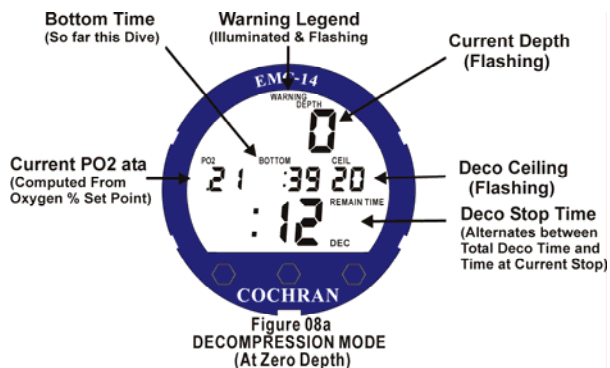 Bottom Time
(So far this Dive)
Warning Legend
(Illuminated & Flashing
Current Depth
(Flashing)
EMC-14
WARNING
DEPTH
0
Current PO2 ata
(Computed From
Oxygen % Set Point)
PO2
BOTTOM
CEIL
.21
:39
20
Deco Ceiling
(Flashing)
REMAIN TIME
:12
DEC
Deco Stop Time
(Alternates between
Total Deco Time and
Time at Current Stop)
COCHRAN
Figure 08a
DECOMPRESSION MODE
(At Zero Depth)